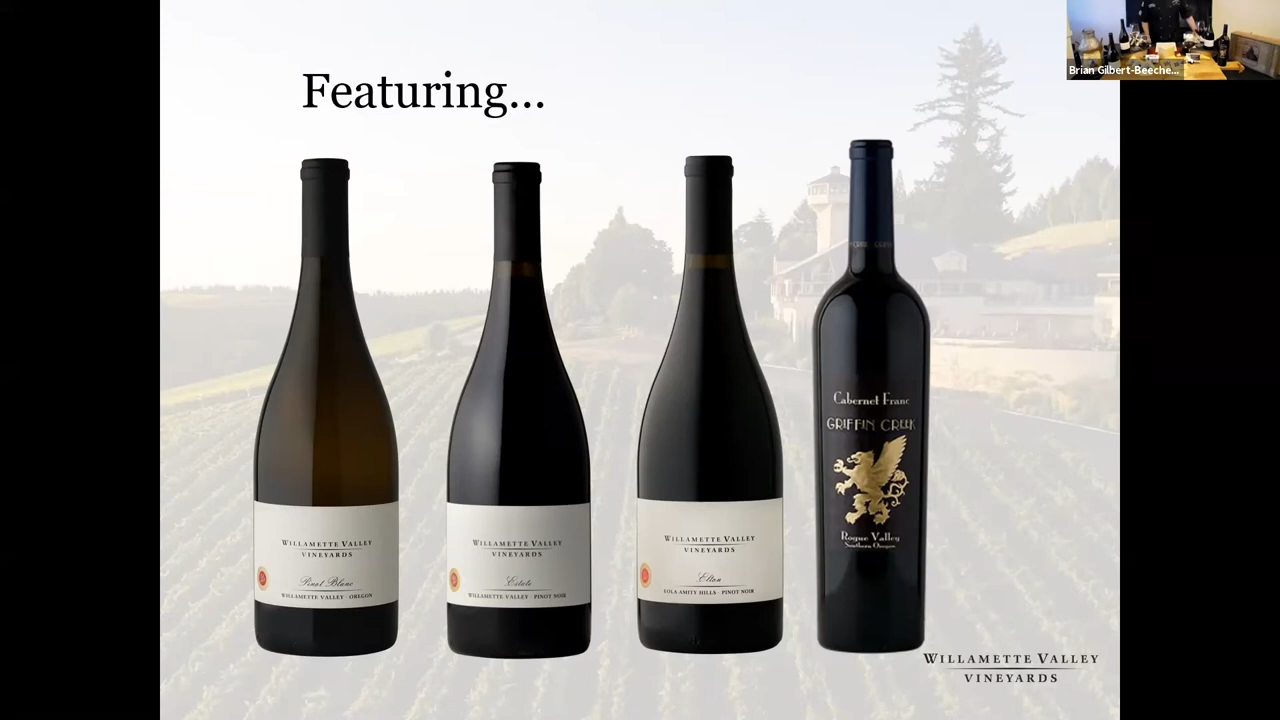 Brian Gilbert-Beeche...
Featuring...
WILLAMETTE VALLEY
VINEYARDS
Pinot Blanc
WILLAMETTE VALLEY · OREGON
WILLAMETTE VALLEY
VINEYARDS
Estate
WILLAMETTE VALLEY · PINOT NOIR
WILLAMETTE VALLEY
VINEYARDS
Elton
EOLA AMITY HILLS · PINOT NOIR
Cabernet Franc
GRIFFIN CREEK
Rogue Valley
Southern Oregon
WILLAMETTE VALLEY
VINEYARDS